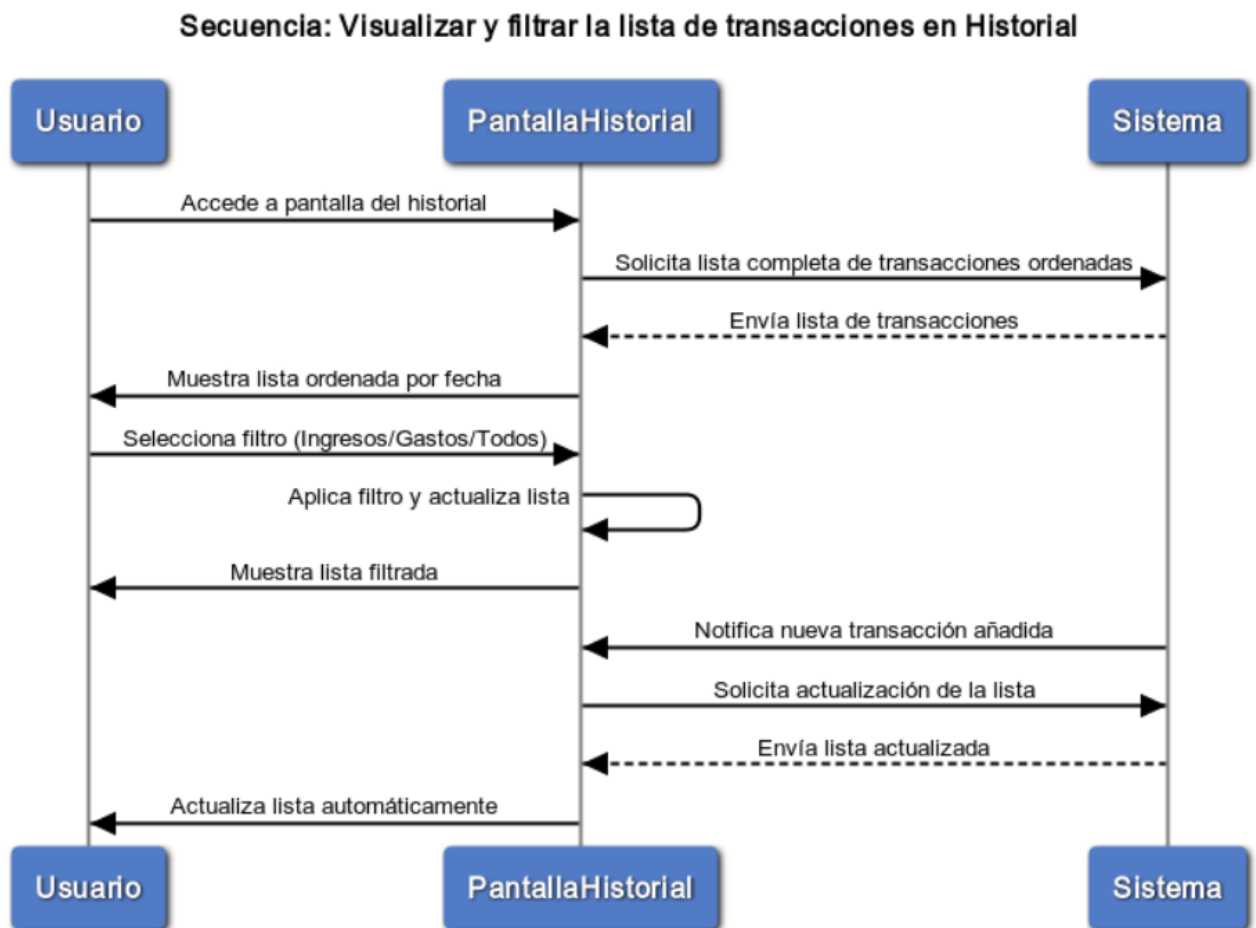 Secuencia: Visualizar y filtrar la lista de transacciones en Historial
Usuario
PantallaHistorial
Sistema
Accede a pantalla del historial
Solicita lista completa de transacciones ordenadas
Envía lista de transacciones
Muestra lista ordenada por fecha
Selecciona filtro (Ingresos/Gastos/Todos)
Aplica filtro y actualiza lista
Muestra lista filtrada
Notifica nueva transacción añadida
Solicita actualización de la lista
Envía lista actualizada
Actualiza lista automáticamente
Usuario
PantallaHistorial
Sistema